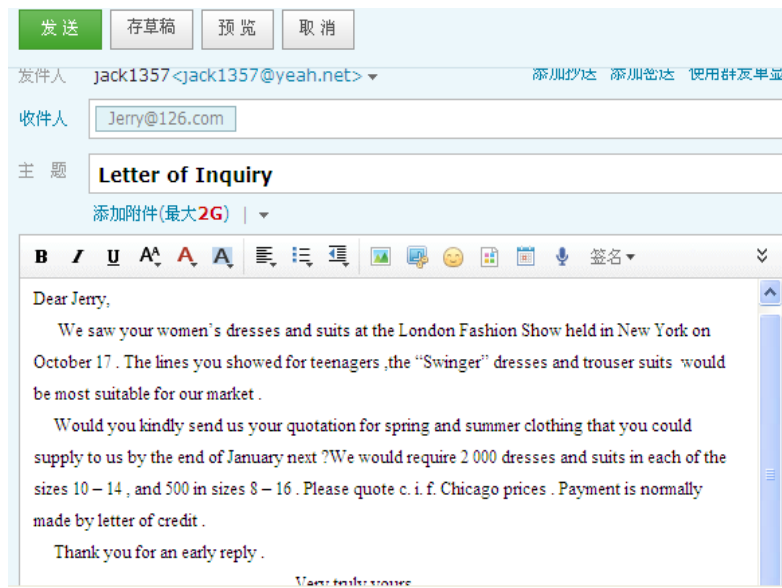 发送 存草稿 预览 取消
发件人 jack1357<jack1357@yeah.net> 添加抄送 添加密送 使用群发单显
收件人 Jerry@126.com
主 题 Letter of Inquiry
添加附件(最大2G) |
B I U AA A A 签名
Dear Jerry,
We saw your women's dresses and suits at the London Fashion Show held in New York on
October 17 . The lines you showed for teenagers ,the “Swinger” dresses and trouser suits would
be most suitable for our market .
Would you kindly send us your quotation for spring and summer clothing that you could
supply to us by the end of January next ?We would require 2 000 dresses and suits in each of the
sizes 10 – 14 , and 500 in sizes 8 – 16 . Please quote c. i. f. Chicago prices . Payment is normally
made by letter of credit .
Thank you for an early reply .
Very truly yours